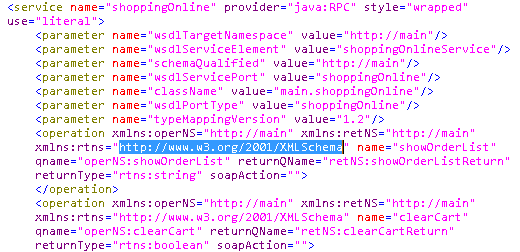 <service name="shoppingOnline" provider="java:RPC" style="wrapped"
use="literal">
<parameter name="wsdlTargetNamespace" value="http://main"/>
<parameter name="wsdlServiceElement" value="shoppingOnlineService"/>
<parameter name="schemaQualified" value="http://main"/>
<parameter name="wsdlServicePort" value="shoppingOnline"/>
<parameter name="className" value="main.shoppingOnline"/>
<parameter name="wsdlPortType" value="shoppingOnline"/>
<parameter name="typeMappingVersion" value="1.2"/>
<operation xmlns:operNS="http://main" xmlns:retNS="http://main"
xmlns:rtns="http://www.w3.org/2001/XMLSchema" name="showOrderList"
qname="operNS:showOrderList" returnQName="retNS:showOrderListReturn"
returnType="rtns:string" soapAction="">
</operation>
<operation xmlns:operNS="http://main" xmlns:retNS="http://main"
xmlns:rtns="http://www.w3.org/2001/XMLSchema" name="clearCart"
qname="operNS:clearCart" returnQName="retNS:clearCartReturn"
returnType="rtns:boolean" soapAction="">